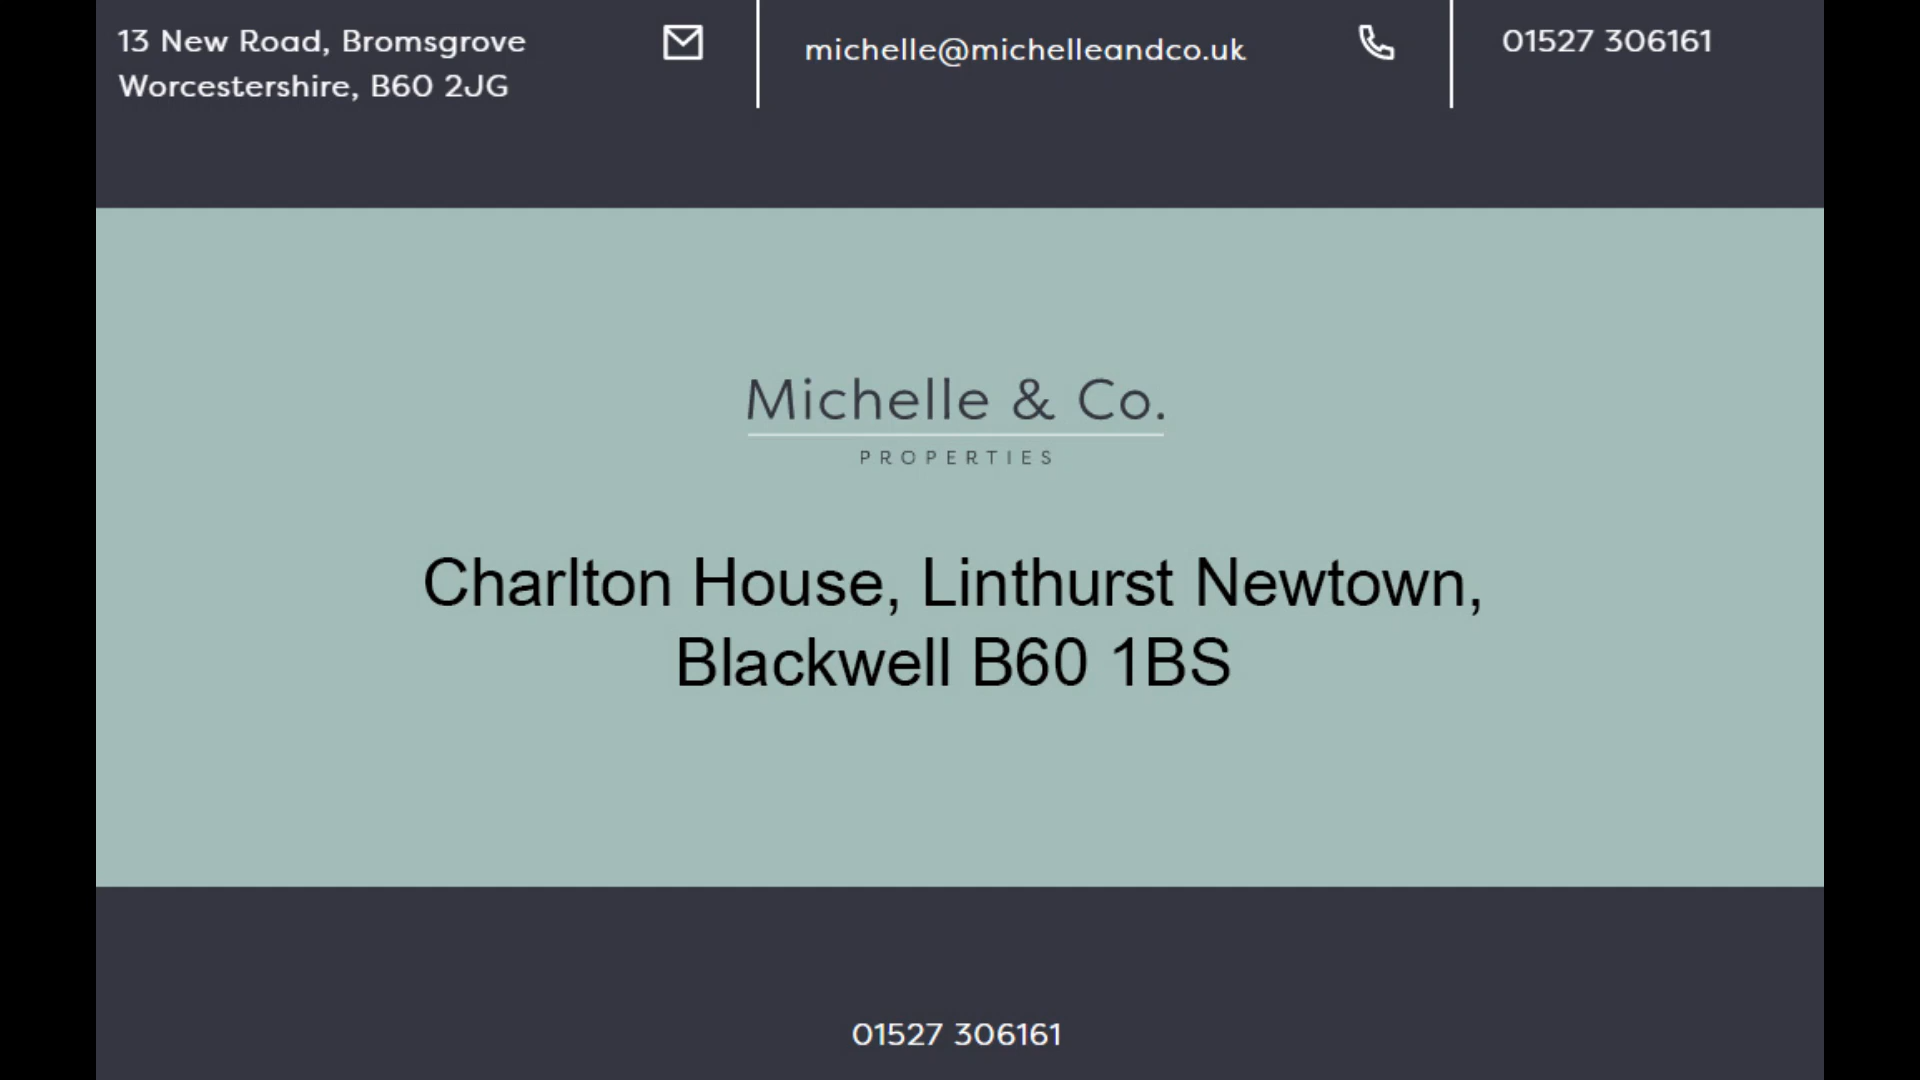 13 New Road, Bromsgrove
Worcestershire, B60 2JG
michelle@michelleandco.uk
01527 306161
Michelle & Co.
PROPERTIES
Charlton House, Linthurst Newtown,
Blackwell B60 1BS
01527 306161